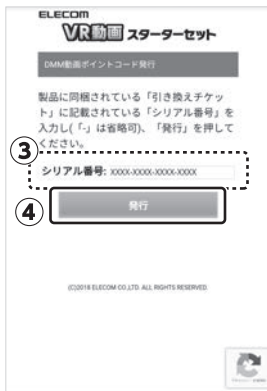 ELECOM
VR動画 スターターセット
DMM動画ポイントコード発行
製品に同梱されている「引き換えチケッ
ト」に記載されている「シリアル番号」を
入力し(「-」は省略可)、「発行」を押して
ください。
③
シリアル番号: XXXX-XXXX-XXXX-XXXX
④
発行
(C)2018 ELECOM CO.,LTD. ALL RIGHTS RESERVED.